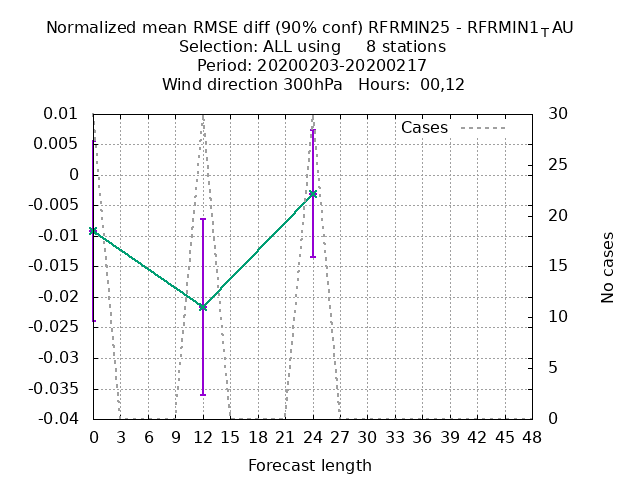 Normalized mean RMSE diff (90% conf) RFRMIN25 - RFRMIN1TAU
Selection: ALL using 8 stations
Period: 20200203-20200217
Wind direction 300hPa Hours: 00,12
Cases
0.01
0.005
0
-0.005
-0.01
-0.015
-0.02
-0.025
-0.03
-0.035
-0.04
30
25
20
15
10
5
0
No cases
0 3 6 9 12 15 18 21 24 27 30 33 36 39 42 45 48
Forecast length